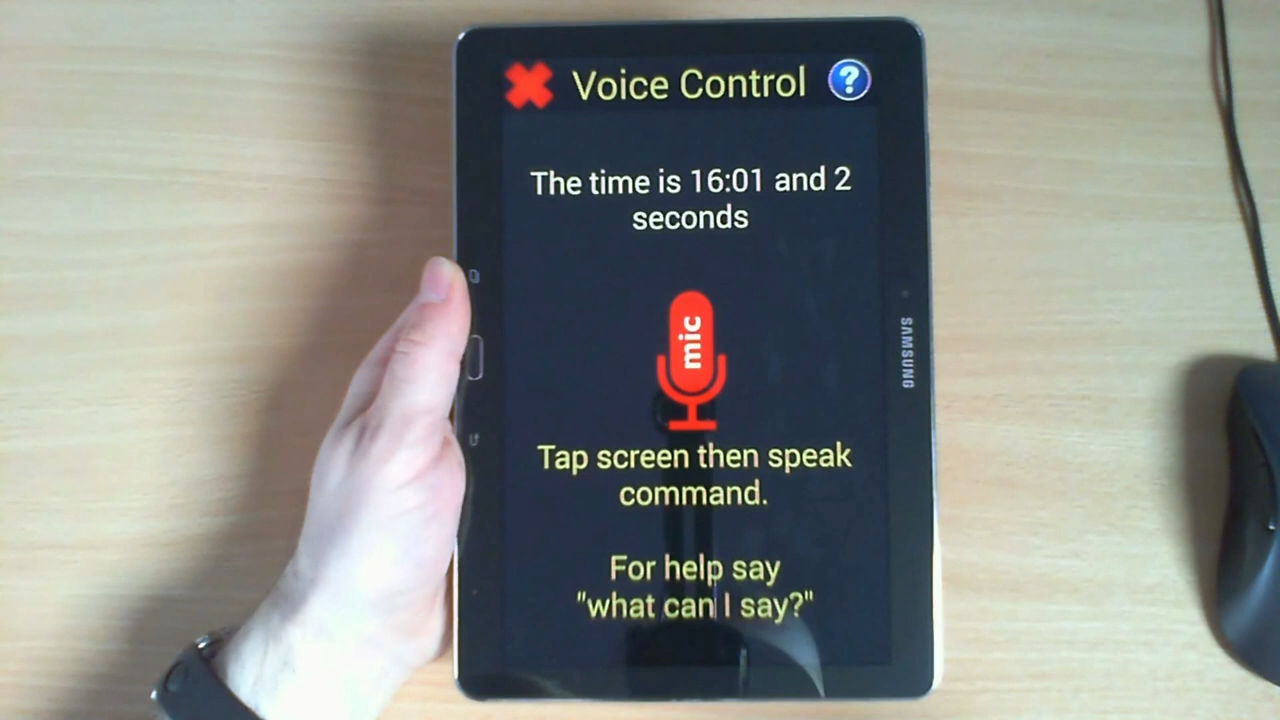 Voice Control ?
The time is 16:01 and 2
seconds
mic
SAMSUNG
Tap screen then speak
command.
For help say
"what can I say?"